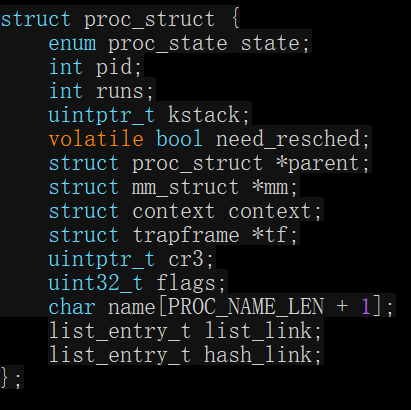 struct proc_struct {
    enum proc_state state;
    int pid;
    int runs;
    uintptr_t kstack;
    volatile bool need_resched;
    struct proc_struct *parent;
    struct mm_struct *mm;
    struct context context;
    struct trapframe *tf;
    uintptr_t cr3;
    uint32_t flags;
    char name[PROC_NAME_LEN + 1];
    list_entry_t list_link;
    list_entry_t hash_link;
};